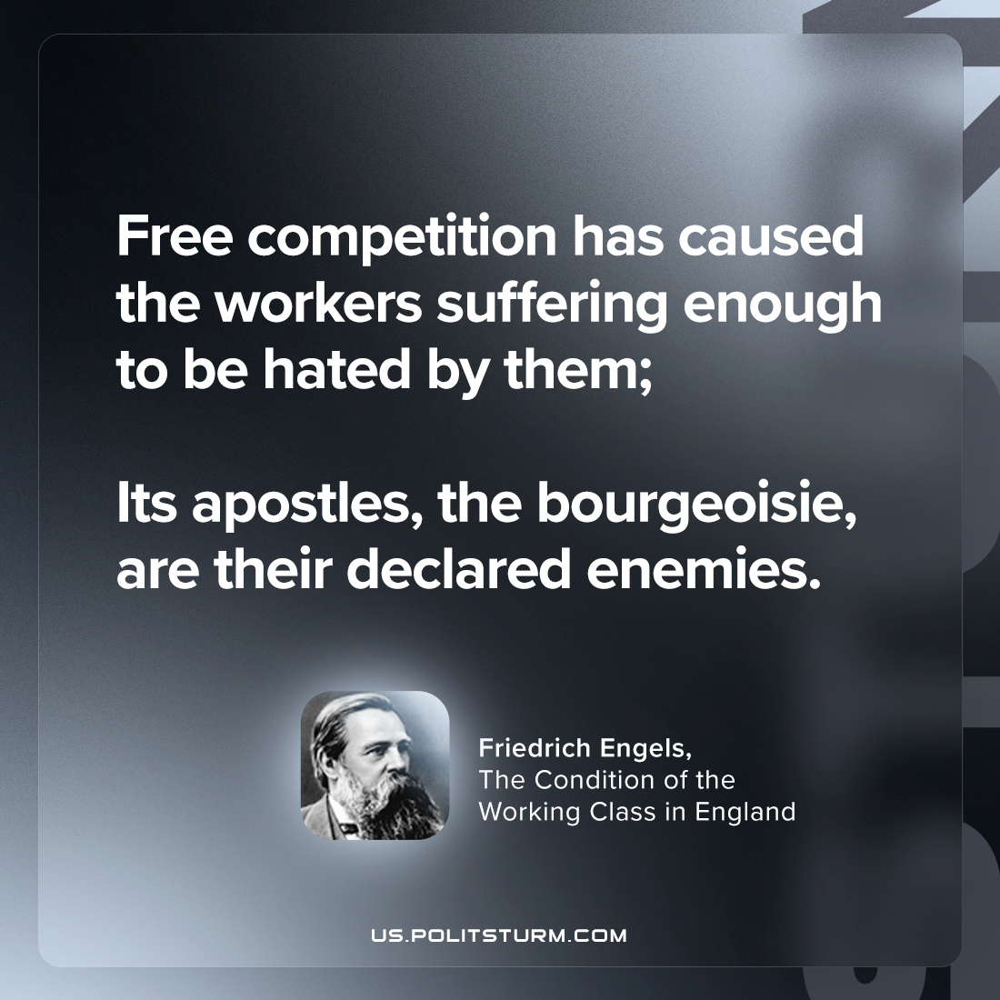 Free competition has caused
the workers suffering enough
to be hated by them;
Its apostles, the bourgeoisie,
are their declared enemies.
Friedrich Engels,
The Condition of the
Working Class in England
US.POLITSTURM.COM